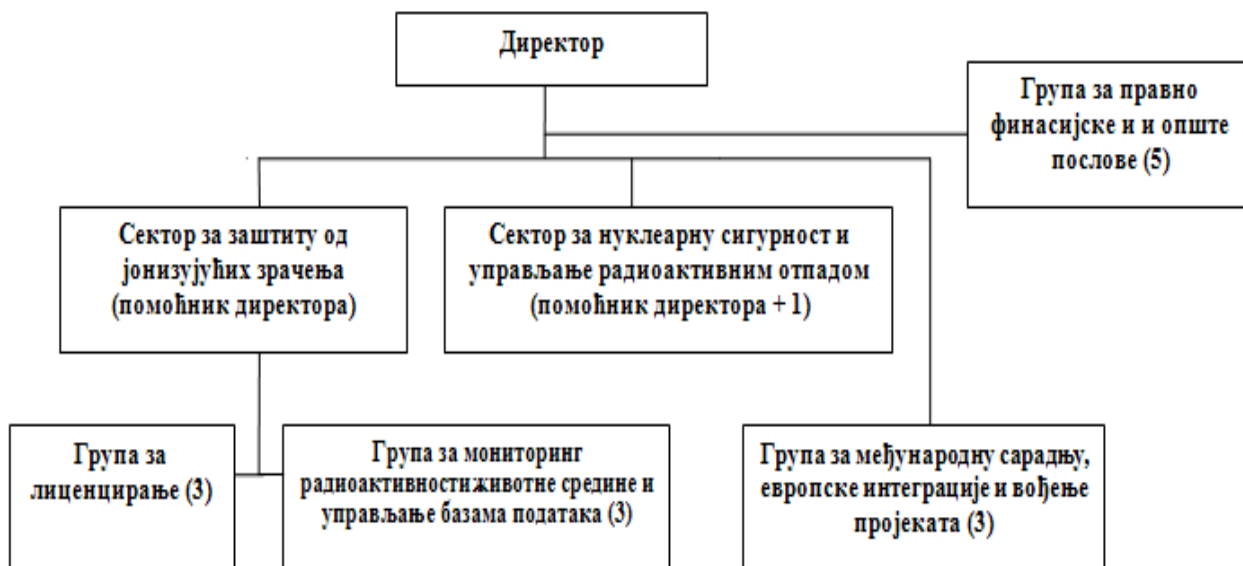 Директор
Група за правно
финасијске и и опште
послове (5)
Сектор за заштиту од
јонизујућих зрачења
(помоћник директора)
Сектор за нуклеарну сигурност и
управљање радиоактивним отпадом
(помоћник директора + 1)
Група за
лиценцирање (3)
Група за мониторинг
радиоактивностиживотне средине и
управљање базама података (3)
Група за међународну сарадњу,
европске интеграције и вођење
пројеката (3)